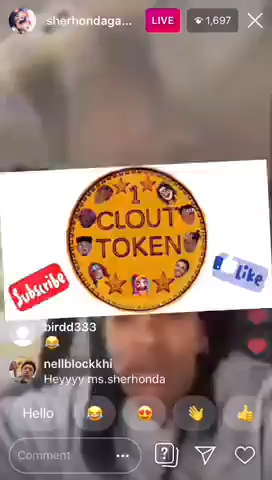 sherhondaga...
LIVE
1,697
1
CLOUT
TOKEN
Subscribe
like
birdd333
😂
nellblockkhi
Heyyyy ms.sherhonda
Hello
😂
😍
👋
👍
Comment
...
?